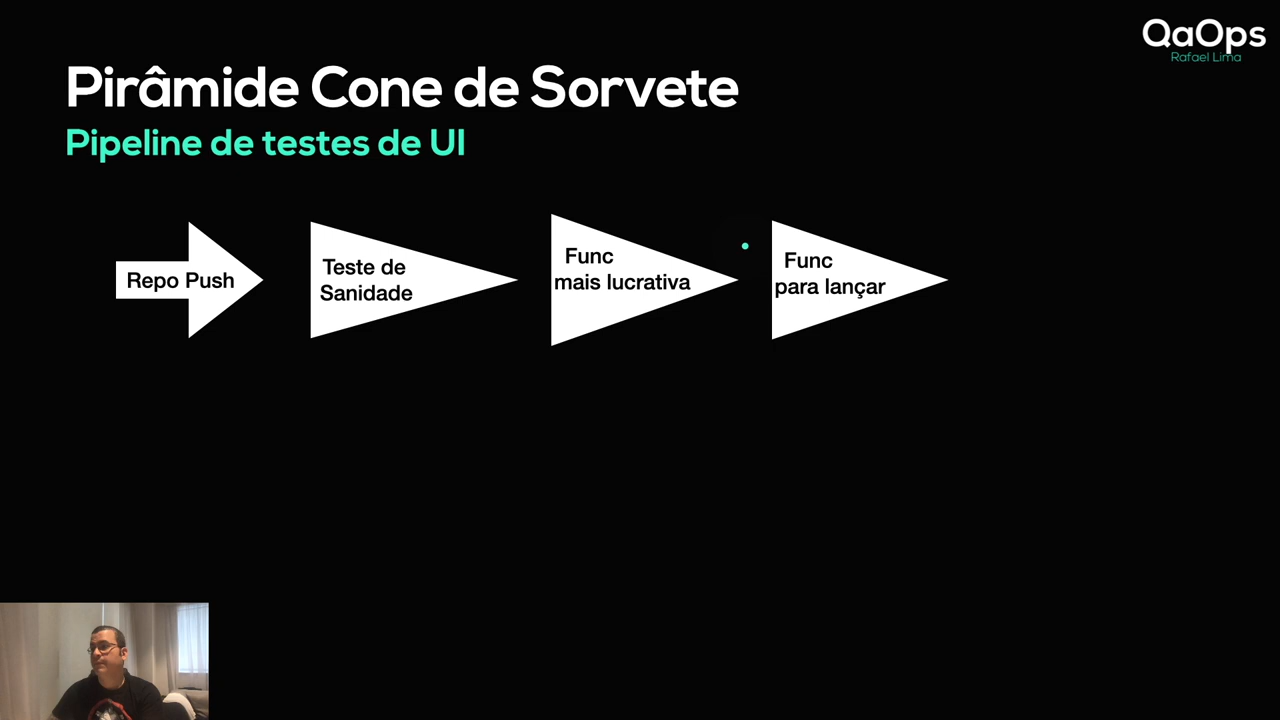 QaOps
Rafael Lima
Pirâmide Cone de Sorvete
Pipeline de testes de UI
Repo Push
Teste de
Sanidade
Func
mais lucrativa
Func
para lançar